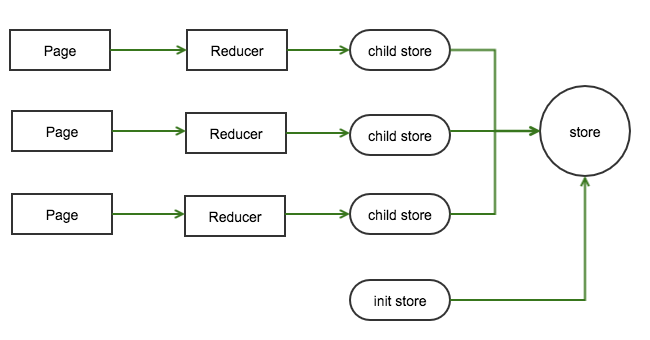 Page
Reducer
child store
Page
Reducer
child store
store
Page
Reducer
child store
init store